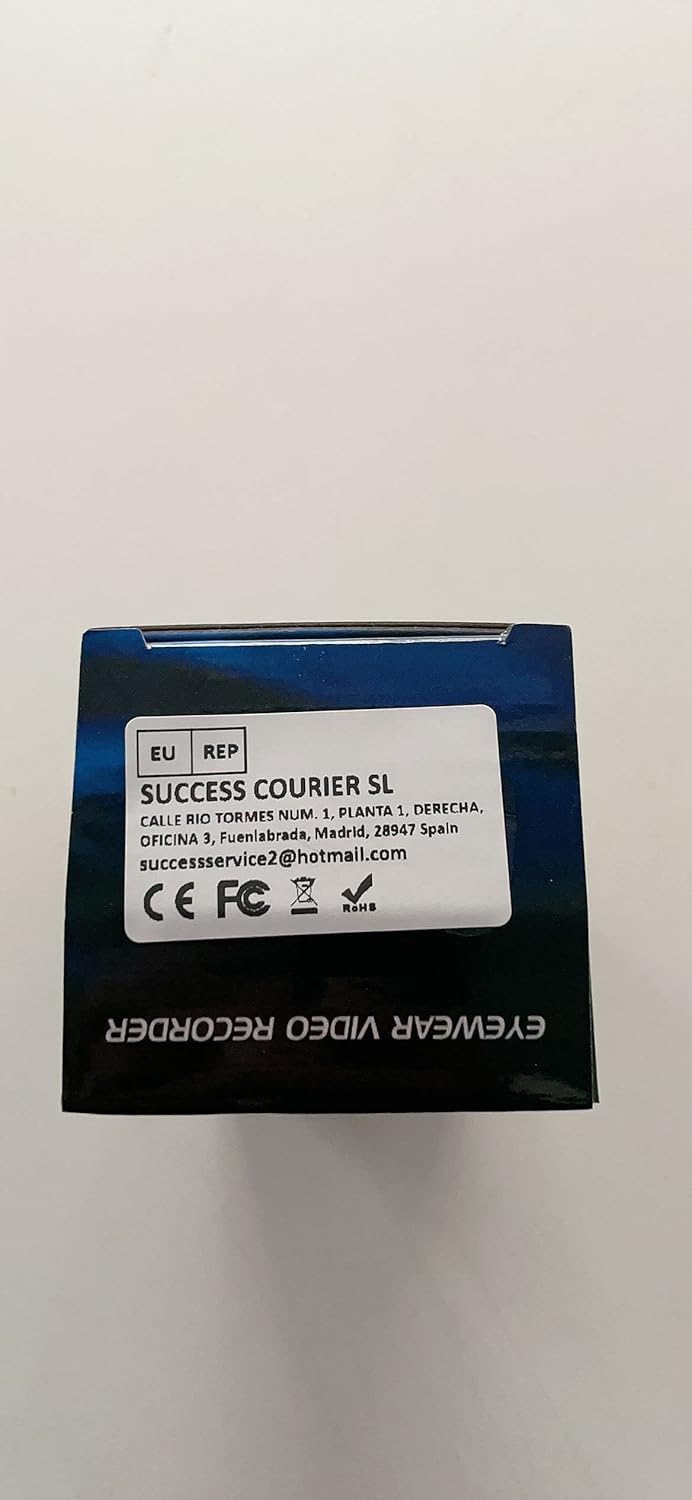 EU REP
SUCCESS COURIER SL
CALLE RIO TORMES NUM. 1, PLANTA 1, DERECHA,
OFICINA 3, Fuenlabrada, Madrid, 28947 Spain
successservice2@hotmail.com
CE FC RoHS
EYEWEAR VIDEO RECORDER